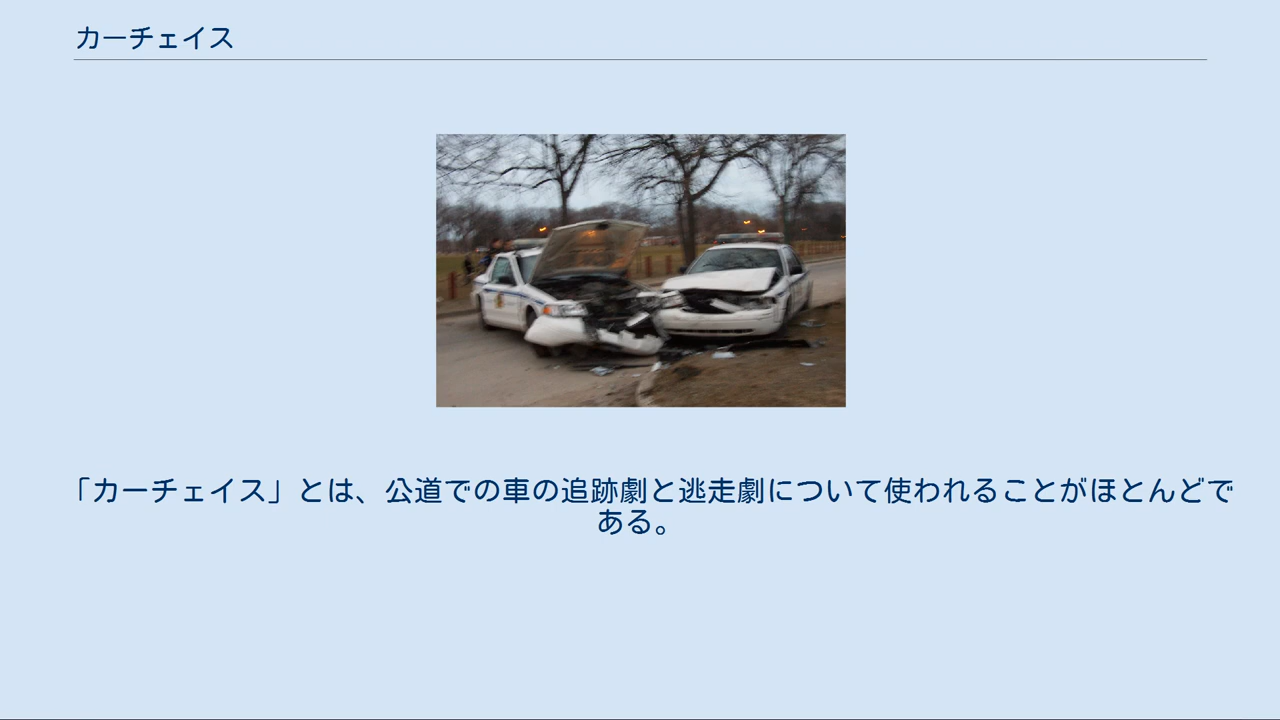 カーチェイス
「カーチェイス」とは、公道での車の追跡劇と逃走劇について使われることがほとんどで
ある。